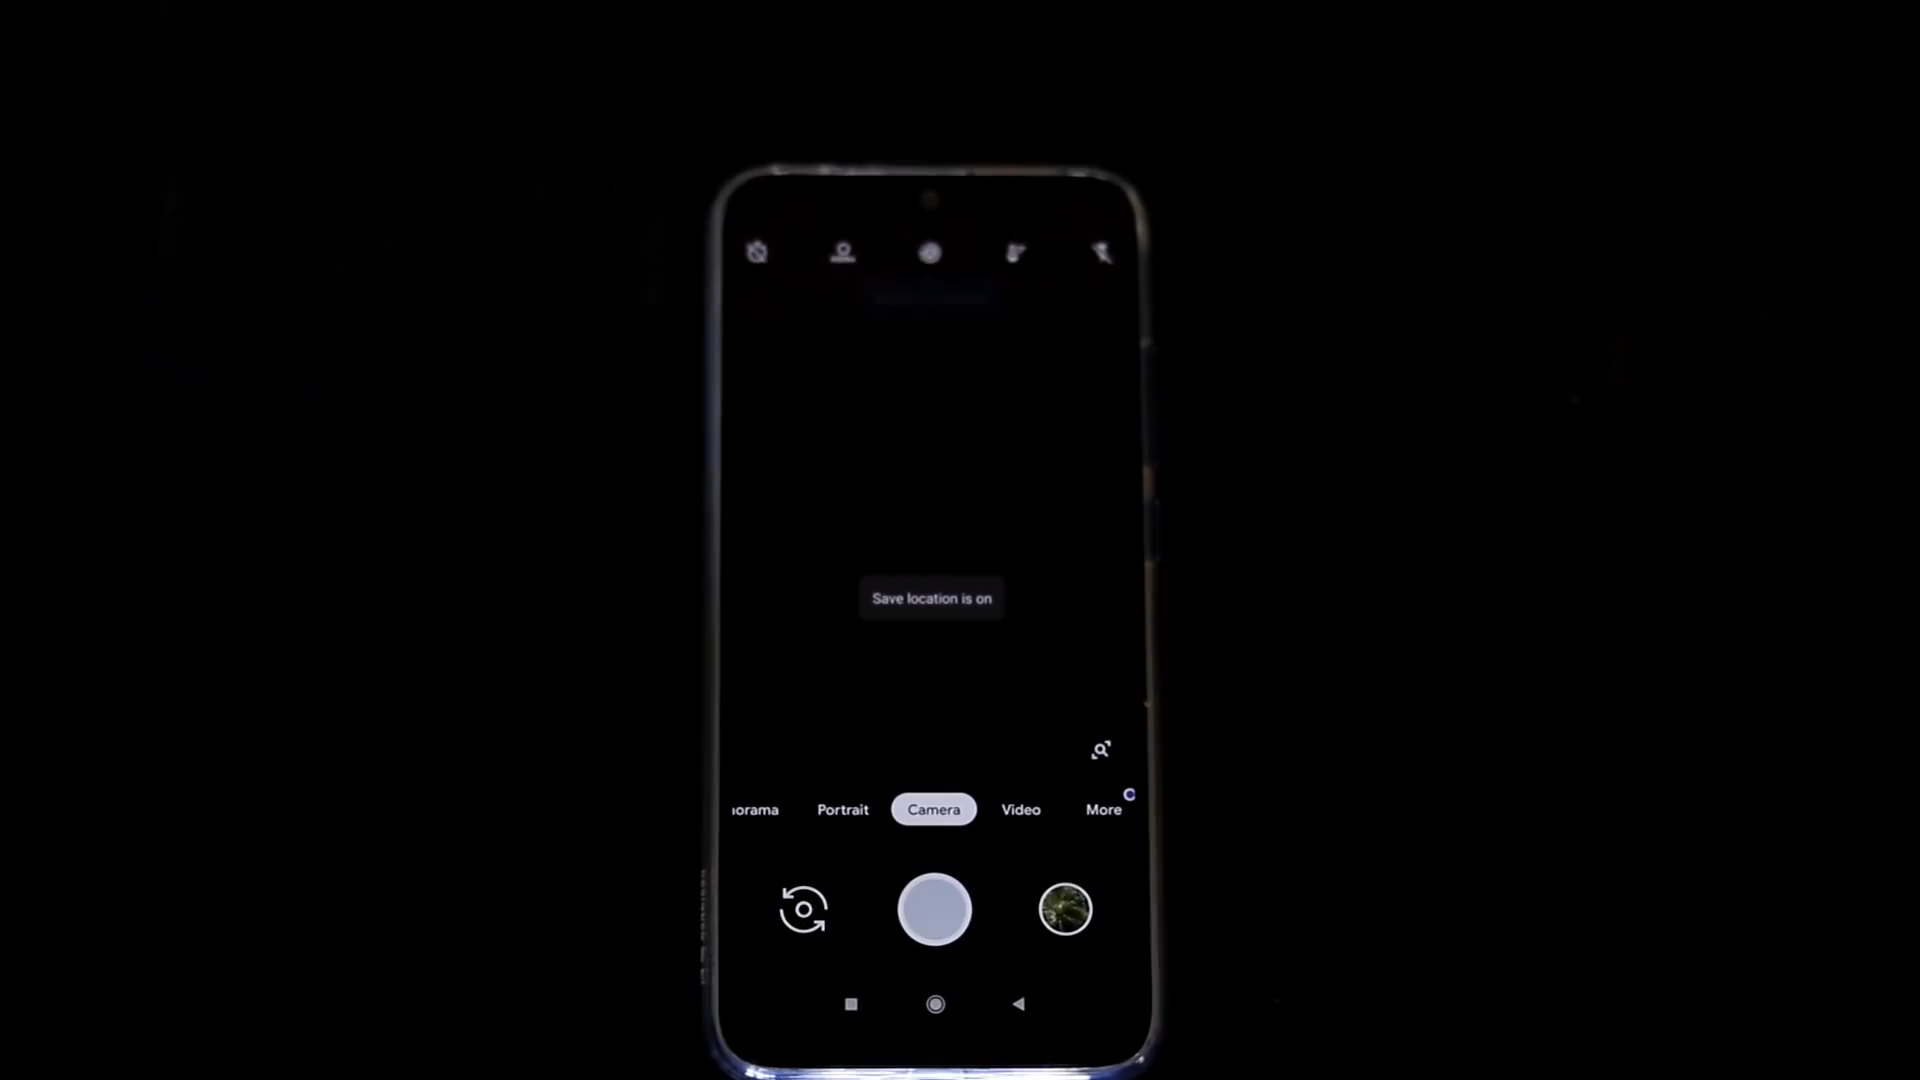 Save location is on
orama
Portrait
Camera
Video
More